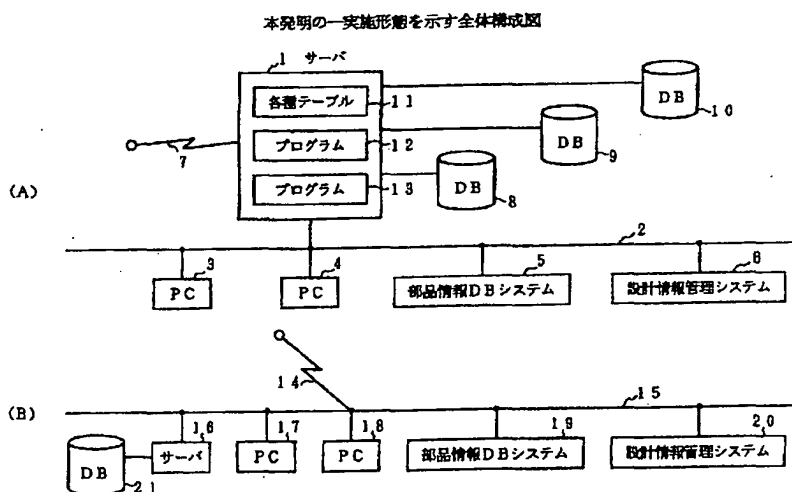 本発明の一実施形態を示す全体構成図
1 サーバ
各種テーブル 11
プログラム 12
プログラム 13
7
DB 10
DB 9
DB 8
(A)
2
3 PC
4 PC
5 部品情報DBシステム
6 設計情報管理システム
14
15
(B)
DB 21
16 サーバ
17 PC
18 PC
19 部品情報DBシステム
20 設計情報管理システム